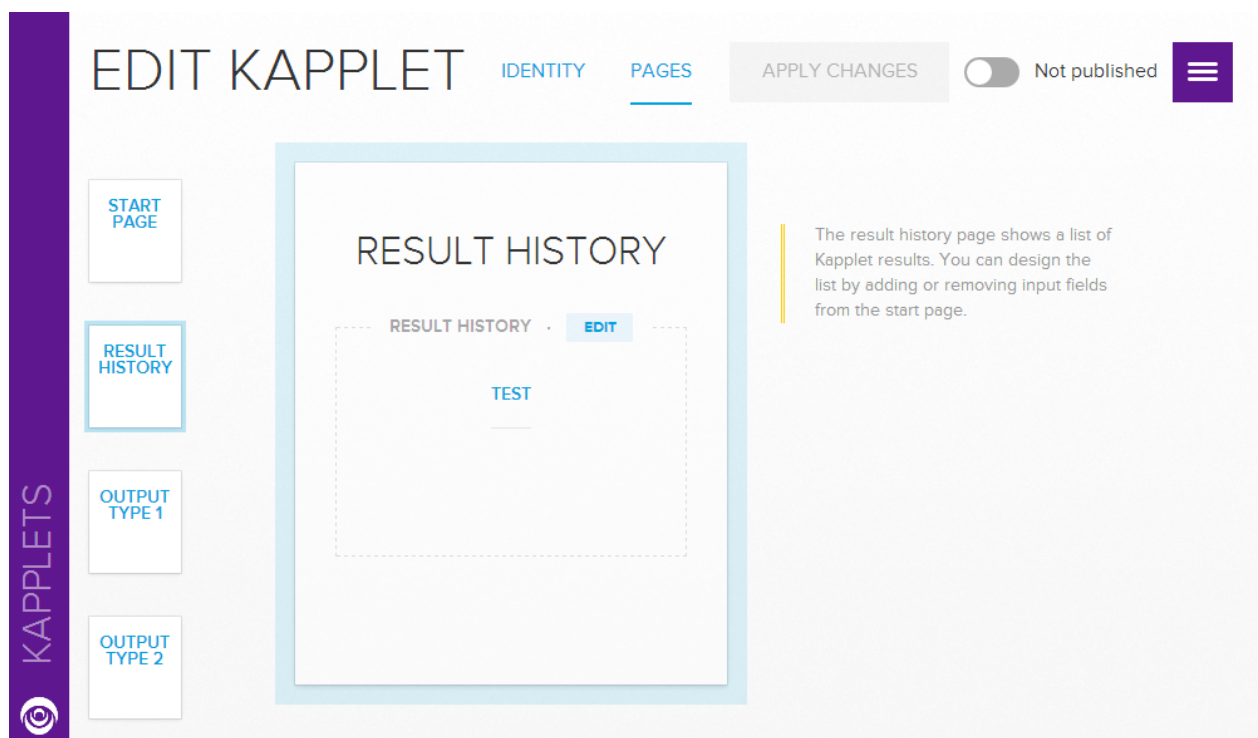 EDIT KAPPLET
IDENTITY
PAGES
APPLY CHANGES
Not published
START
PAGE
RESULT
HISTORY
OUTPUT
TYPE 1
OUTPUT
TYPE 2
RESULT HISTORY
RESULT HISTORY · EDIT
TEST
The result history page shows a list of
Kapplet results. You can design the
list by adding or removing input fields
from the start page.
KAPPLETS